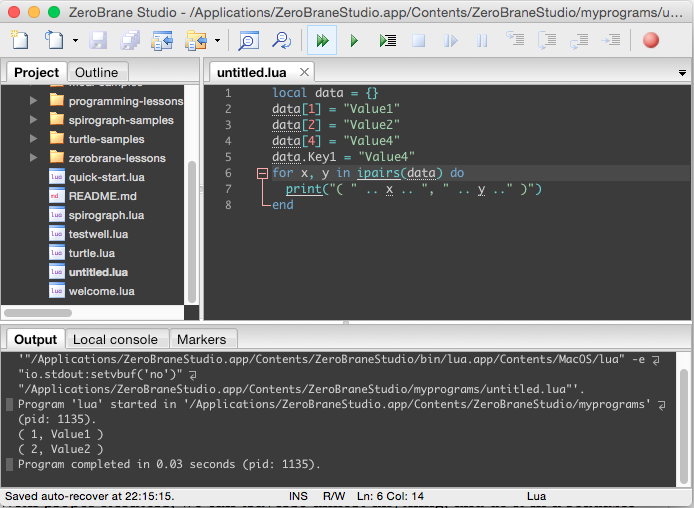 ZeroBrane Studio - /Applications/ZeroBraneStudio.app/Contents/ZeroBraneStudio/myprograms/u...
Project
Outline
programming-lessons
spirograph-samples
turtle-samples
zerobrane-lessons
quick-start.lua
README.md
spirograph.lua
testwell.lua
turtle.lua
untitled.lua
welcome.lua
untitled.lua
1 local data = {}
2 data[1] = "Value1"
3 data[2] = "Value2"
4 data[4] = "Value4"
5 data.Key1 = "Value4"
6 for x, y in ipairs(data) do
7 print("( " .. x .. ", " .. y .." )")
8 end
Output
Local console
Markers
'"/Applications/ZeroBraneStudio.app/Contents/ZeroBraneStudio/bin/lua.app/Contents/MacOS/lua" -e
"io.stdout:setvbuf('no')"
"/Applications/ZeroBraneStudio.app/Contents/ZeroBraneStudio/myprograms/untitled.lua"'.
Program 'lua' started in '/Applications/ZeroBraneStudio.app/Contents/ZeroBraneStudio/myprograms'
(pid: 1135).
( 1, Value1 )
( 2, Value2 )
Program completed in 0.03 seconds (pid: 1135).
Saved auto-recover at 22:15:15.
INS
R/W
Ln: 6 Col: 14
Lua